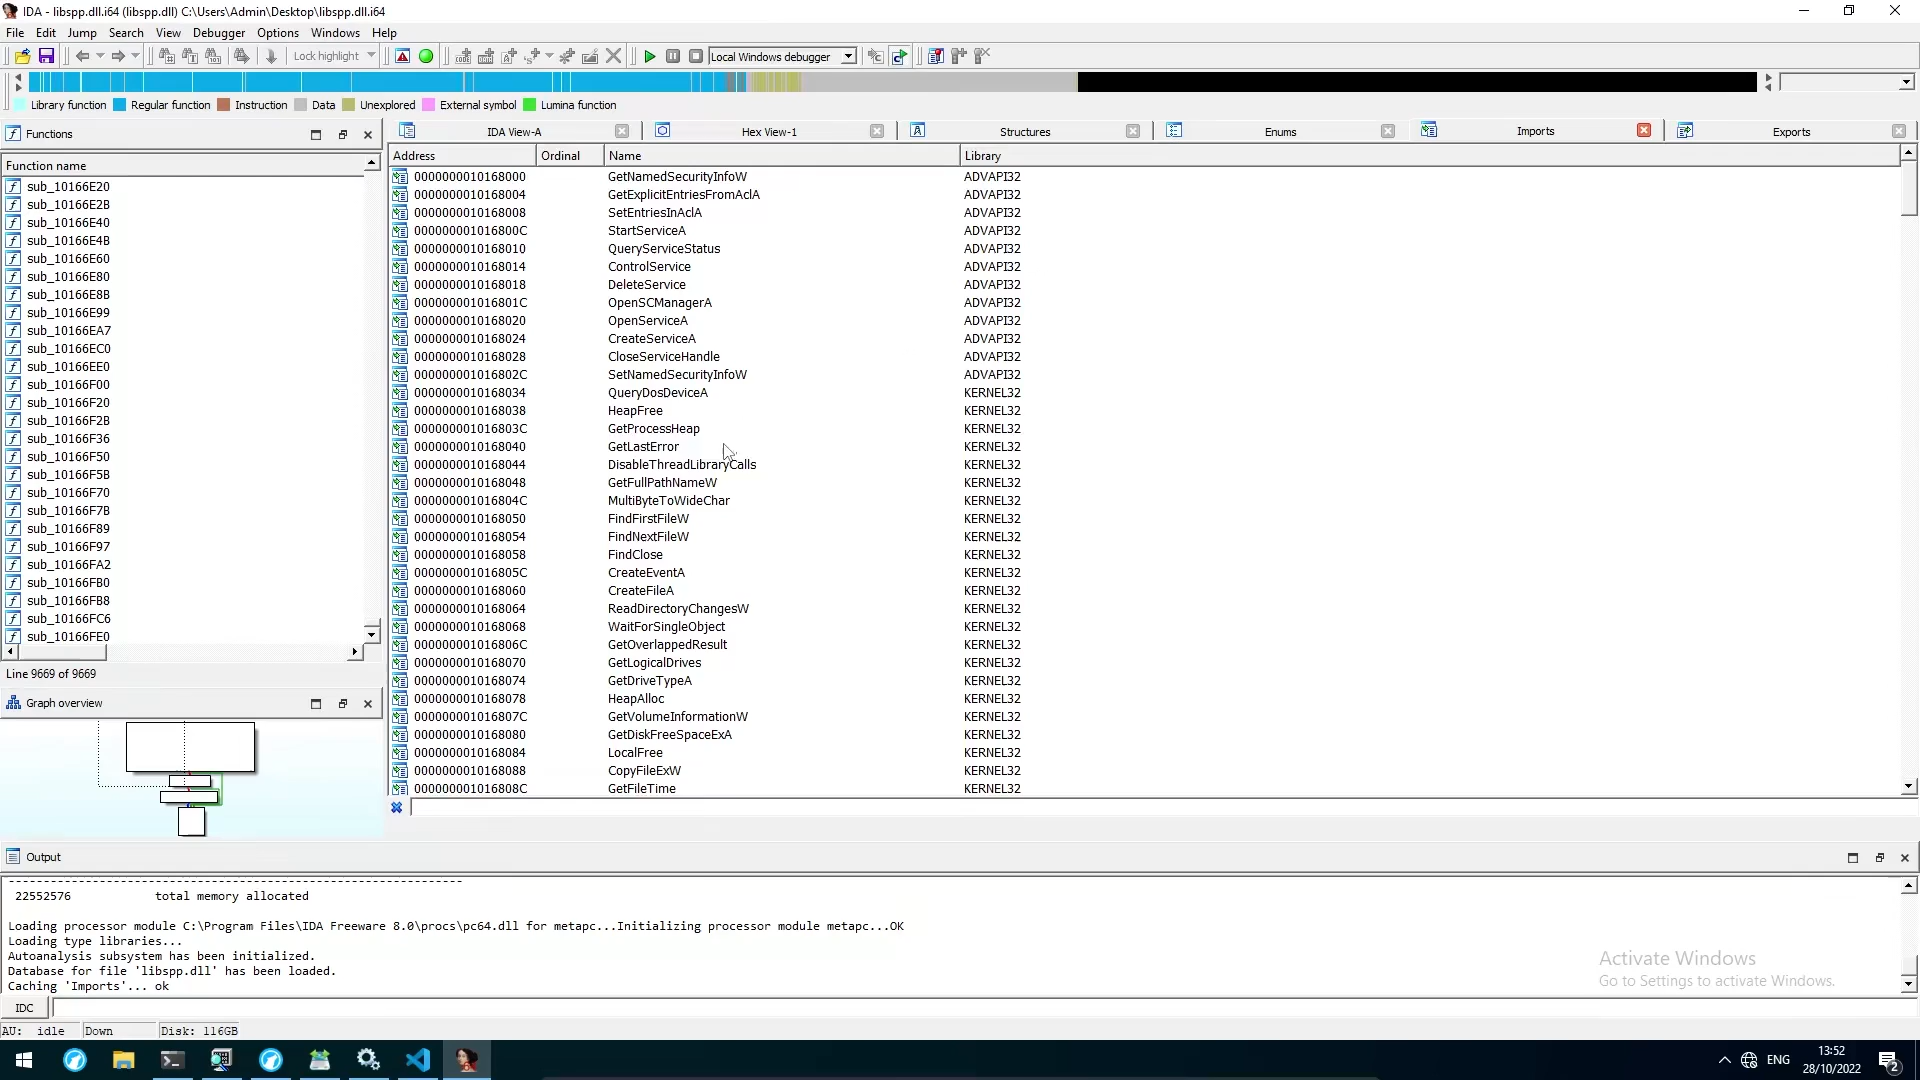 IDA - libspp.dll.i64 (libspp.dll) C:\Users\Admin\Desktop\libspp.dll.i64
File Edit Jump Search View Debugger Options Windows Help
Lock highlight
Local Windows debugger
Library function Regular function Instruction Data Unexplored External symbol Lumina function
Functions
Function name
sub_10166E20
sub_10166E2B
sub_10166E40
sub_10166E4B
sub_10166E60
sub_10166E80
sub_10166E8B
sub_10166E99
sub_10166EA7
sub_10166EC0
sub_10166EE0
sub_10166F00
sub_10166F20
sub_10166F2B
sub_10166F36
sub_10166F50
sub_10166F5B
sub_10166F70
sub_10166F7B
sub_10166F89
sub_10166F97
sub_10166FA2
sub_10166FB0
sub_10166FB8
sub_10166FC6
sub_10166FE0
Line 9669 of 9669
Graph overview
IDA View-A Hex View-1 Structures Enums Imports Exports
Address Ordinal Name Library
0000000010168000 GetNamedSecurityInfoW ADVAPI32
0000000010168004 GetExplicitEntriesFromAclA ADVAPI32
0000000010168008 SetEntriesInAclA ADVAPI32
000000001016800C StartServiceA ADVAPI32
0000000010168010 QueryServiceStatus ADVAPI32
0000000010168014 ControlService ADVAPI32
0000000010168018 DeleteService ADVAPI32
000000001016801C OpenSCManagerA ADVAPI32
0000000010168020 OpenServiceA ADVAPI32
0000000010168024 CreateServiceA ADVAPI32
0000000010168028 CloseServiceHandle ADVAPI32
000000001016802C SetNamedSecurityInfoW ADVAPI32
0000000010168034 QueryDosDeviceA KERNEL32
0000000010168038 HeapFree KERNEL32
000000001016803C GetProcessHeap KERNEL32
0000000010168040 GetLastError KERNEL32
0000000010168044 DisableThreadLibraryCalls KERNEL32
0000000010168048 GetFullPathNameW KERNEL32
000000001016804C MultiByteToWideChar KERNEL32
0000000010168050 FindFirstFileW KERNEL32
0000000010168054 FindNextFileW KERNEL32
0000000010168058 FindClose KERNEL32
000000001016805C CreateEventA KERNEL32
0000000010168060 CreateFileA KERNEL32
0000000010168064 ReadDirectoryChangesW KERNEL32
0000000010168068 WaitForSingleObject KERNEL32
000000001016806C GetOverlappedResult KERNEL32
0000000010168070 GetLogicalDrives KERNEL32
0000000010168074 GetDriveTypeA KERNEL32
0000000010168078 HeapAlloc KERNEL32
000000001016807C GetVolumeInformationW KERNEL32
0000000010168080 GetDiskFreeSpaceExA KERNEL32
0000000010168084 LocalFree KERNEL32
0000000010168088 CopyFileExW KERNEL32
000000001016808C GetFileTime KERNEL32
Output
22552576 total memory allocated
Loading processor module C:\Program Files\IDA Freeware 8.0\procs\pc64.dll for metapc...Initializing processor module metapc...OK
Loading type libraries...
Autoanalysis subsystem has been initialized.
Database for file 'libspp.dll' has been loaded.
Caching 'Imports'... ok
Activate Windows
Go to Settings to activate Windows.
IDC
AU: idle Down Disk: 116GB
ENG
13:52
28/10/2022
2